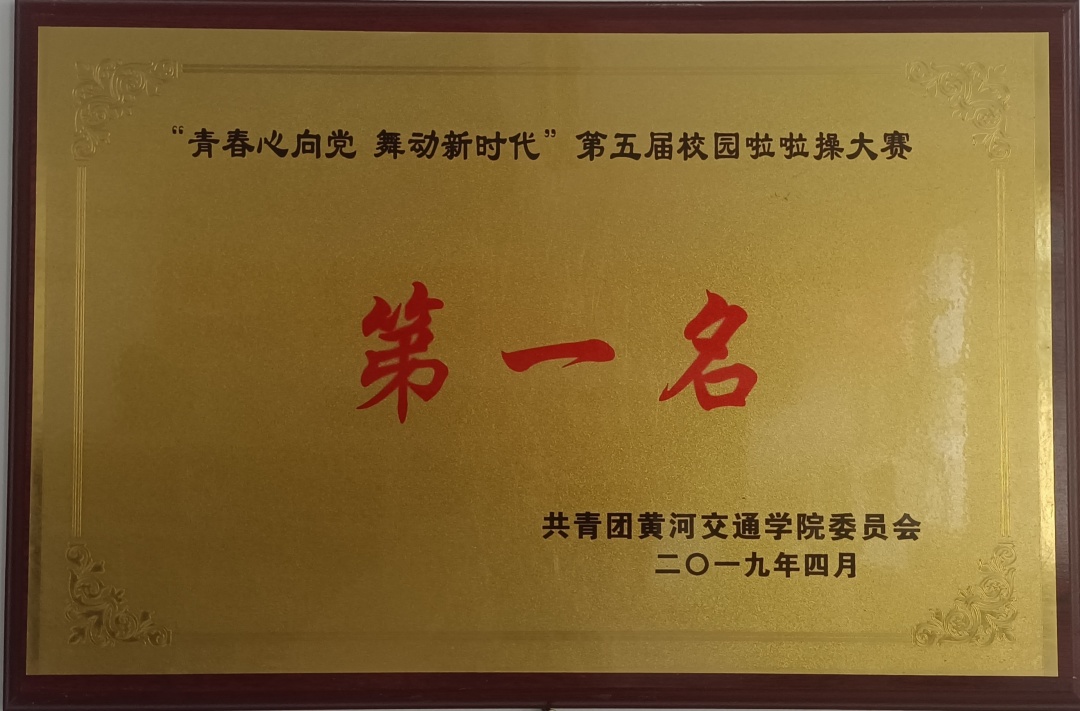 “青春心向党 舞动新时代”第五届校园啦啦操大赛
第一名
共青团黄河交通学院委员会
二〇一九年四月